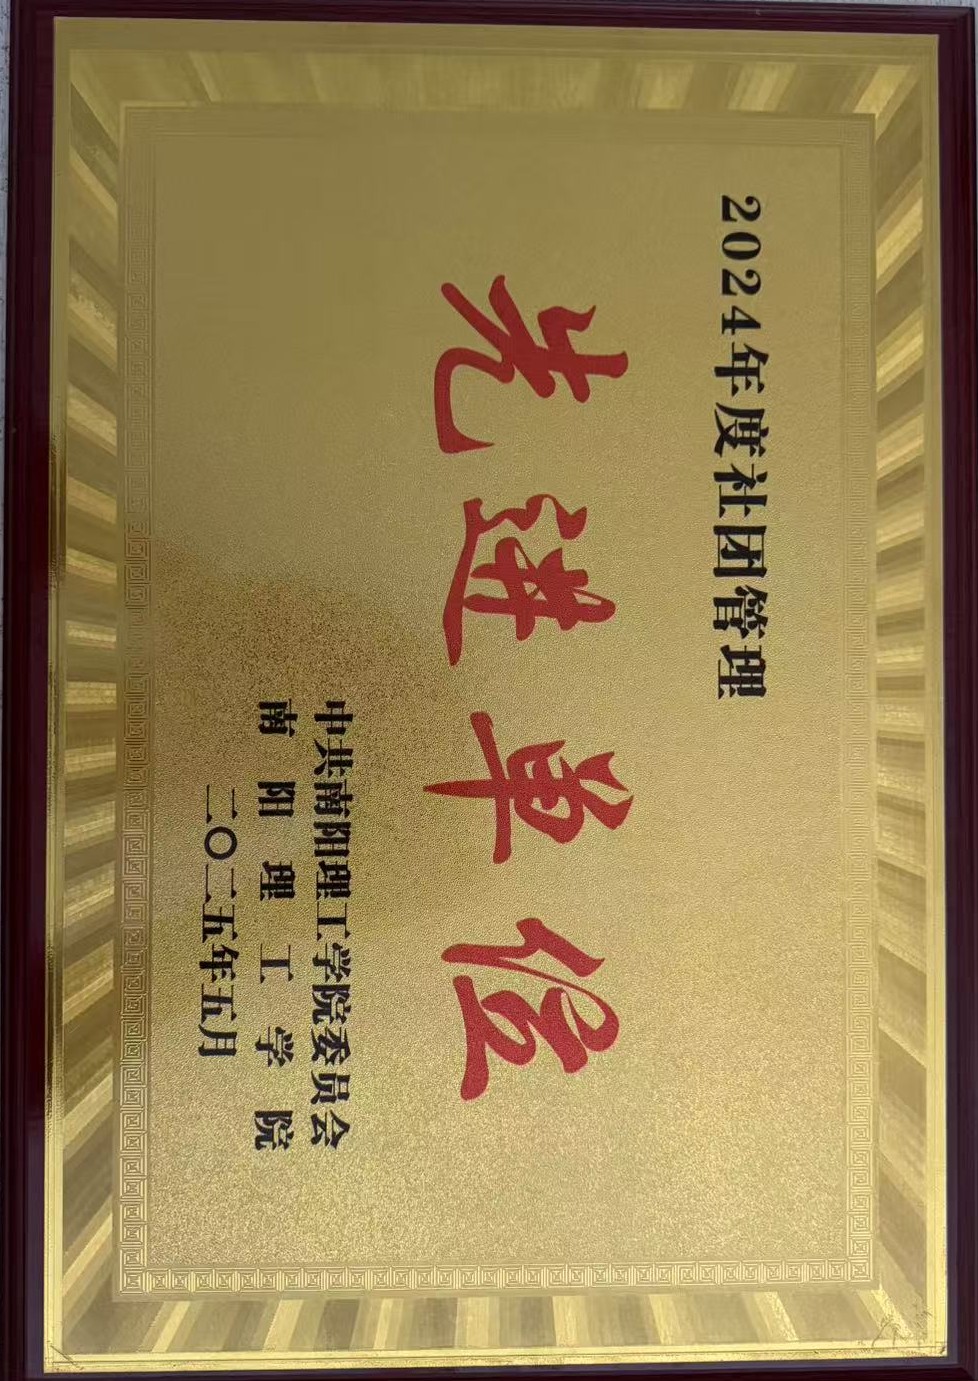 2024年度社团管理
先进单位
中共南阳理工学院委员会
南阳理工学院
二〇二五年五月